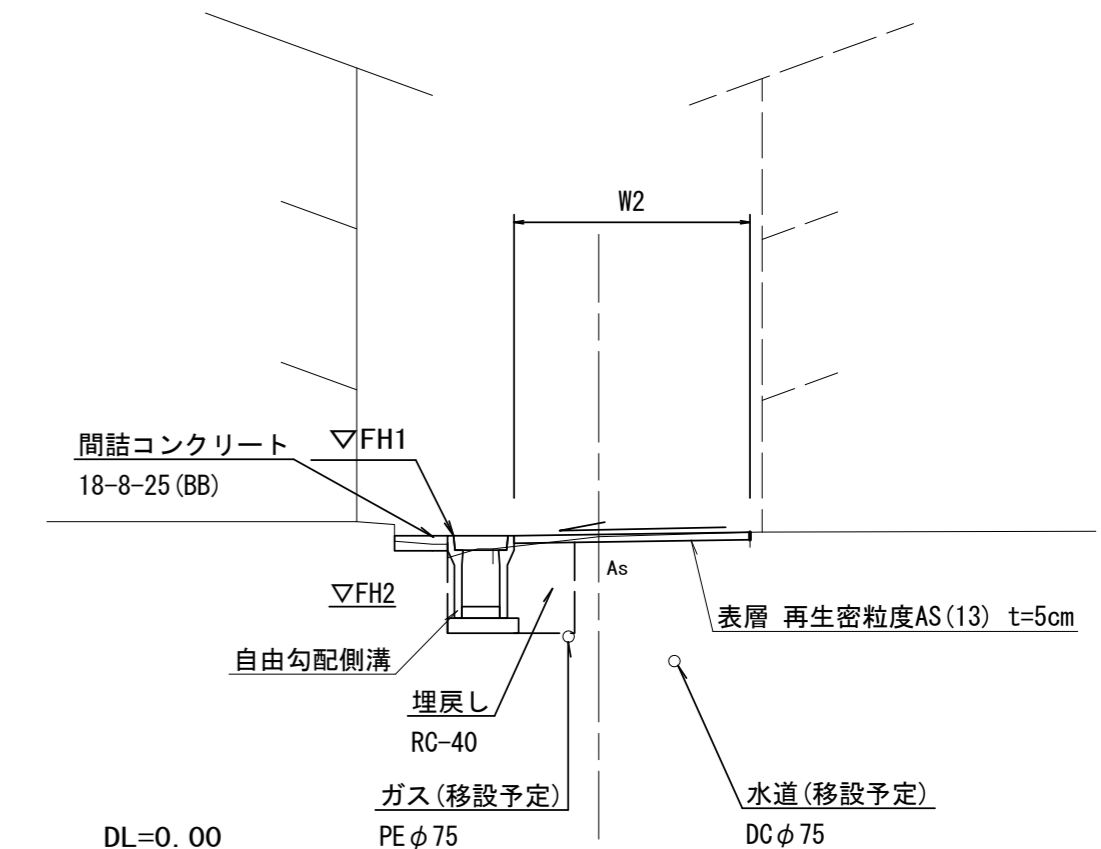 W2
間詰コンクリート
18-8-25(BB)
▽FH1
As
▽FH2
表層 再生密粒度AS(13) t=5cm
自由勾配側溝
埋戻し
RC-40
ガス(移設予定)
PEφ75
水道(移設予定)
DCφ75
DL=0.00